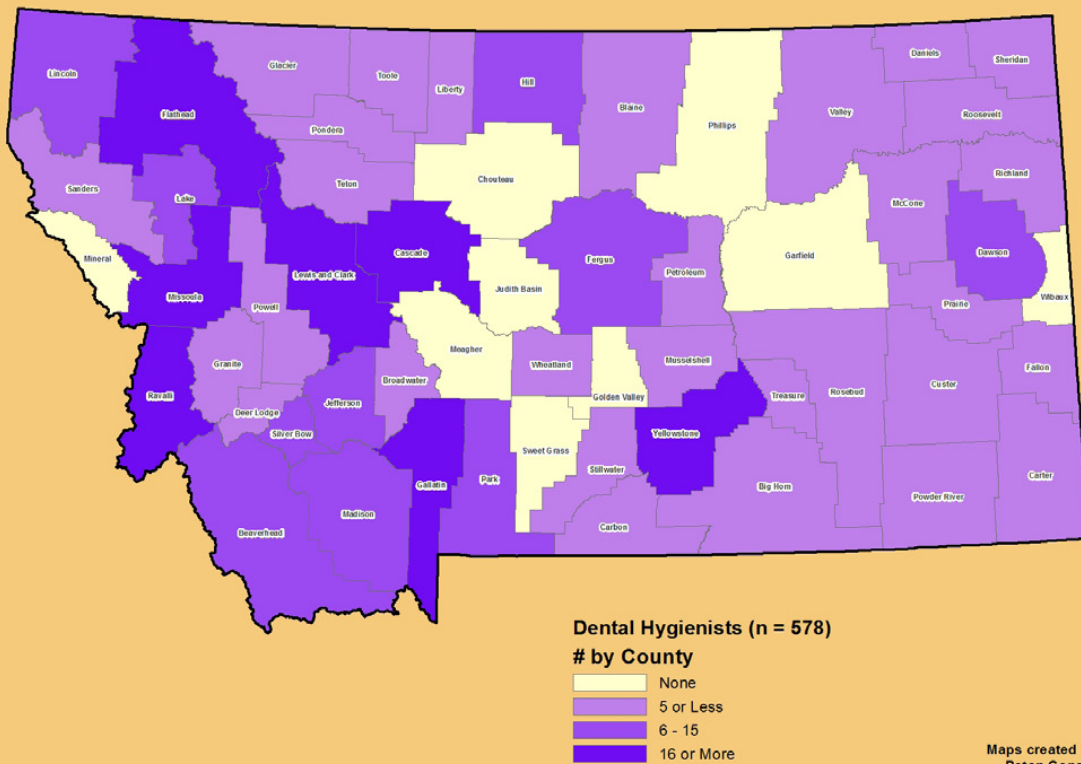 Lincoln
Flathead
Glacier
Toole
Liberty
Hill
Blaine
Phillips
Valley
Daniels
Sheridan
Roosevelt
Pondera
Chouteau
Teton
Sanders
Lake
Richland
McCone
Mineral
Missoula
Powell
Lewis and Clark
Cascade
Judith Basin
Fergus
Petroleum
Garfield
Dawson
Wibaux
Prairie
Meagher
Wheatland
Golden Valley
Musselshell
Treasure
Rosebud
Custer
Fallon
Ravalli
Granite
Deer Lodge
Silver Bow
Jefferson
Broadwater
Gallatin
Park
Sweet Grass
Stillwater
Yellowstone
Big Horn
Powder River
Carter
Carbon
Beaverhead
Madison
Dental Hygienists (n = 578)
# by County
None
5 or Less
6 - 15
16 or More
Maps created